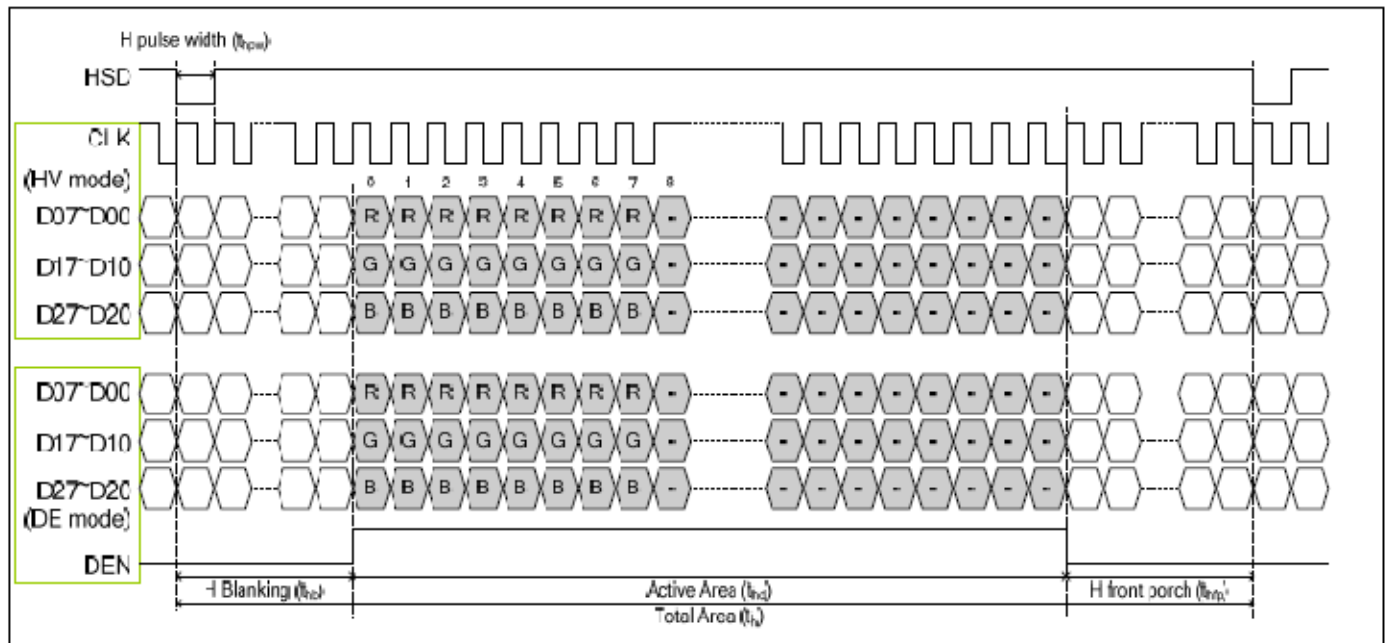 H pulse width (thpw)
HSD
CLK
(HV mode)
0 1 2 3 4 5 6 7 8
D07~D00 R R R R R R R R - - - - - - - - -
D17~D10 G G G G G G G G - - - - - - - - -
D27~D20 B B B B B B B B - - - - - - - - -
D07~D00 R R R R R R R R - - - - - - - - -
D17~D10 G G G G G G G G - - - - - - - - -
D27~D20 B B B B B B B B - - - - - - - - -
(DE mode)
DEN
H Blanking (thb) Active Area (thd) H front porch (thfp)
Total Area (th)